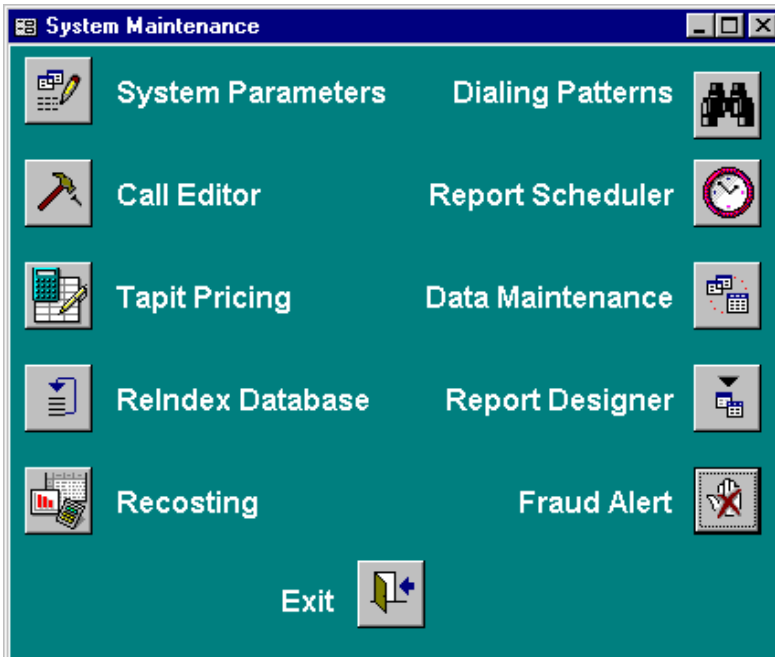 System Maintenance
System Parameters
Dialing Patterns
Call Editor
Report Scheduler
Tapit Pricing
Data Maintenance
ReIndex Database
Report Designer
Recosting
Fraud Alert
Exit